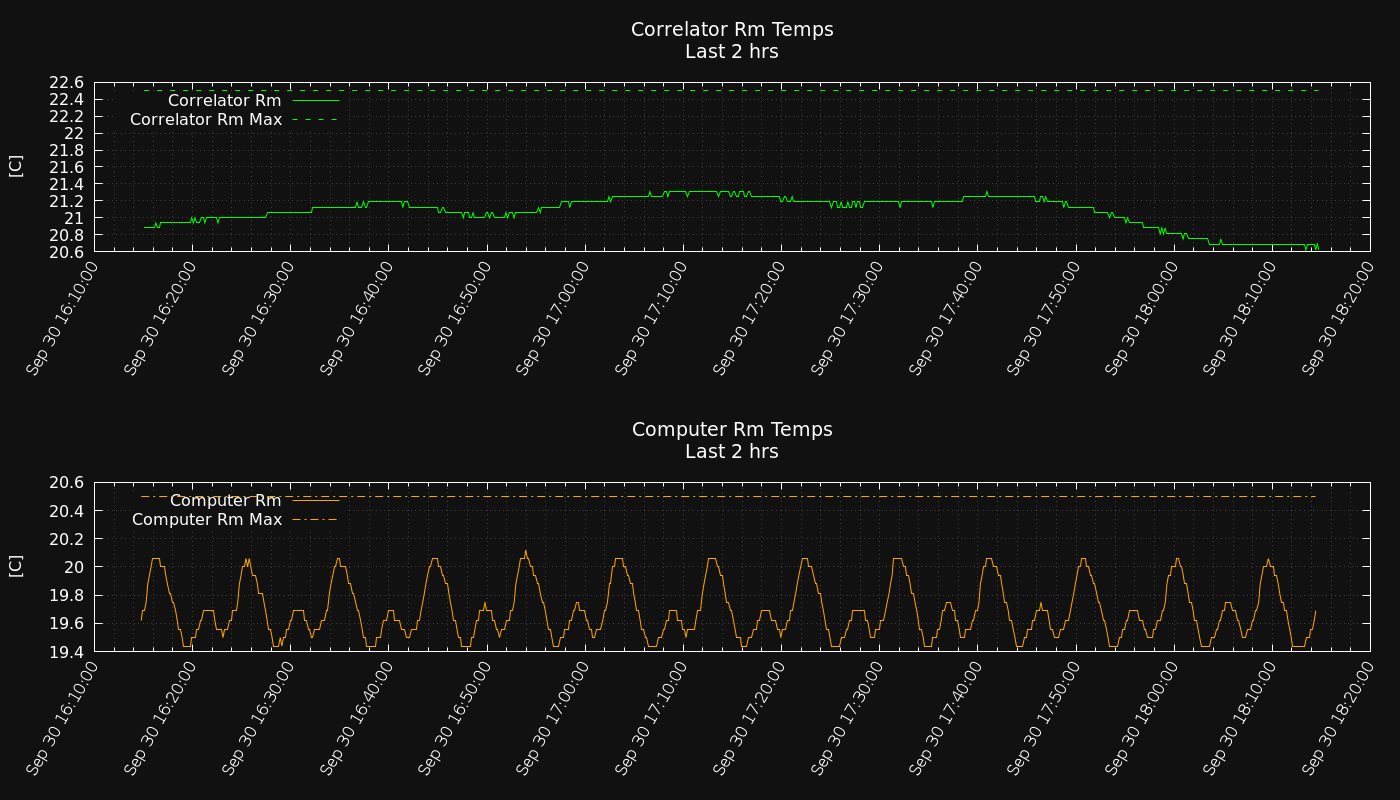 Correlator Rm Temps
Last 2 hrs
[C]
22.6
22.4
22.2
22
21.8
21.6
21.4
21.2
21
20.8
20.6
Correlator Rm
Correlator Rm Max
Sep 30 16:10:00
Sep 30 16:20:00
Sep 30 16:30:00
Sep 30 16:40:00
Sep 30 16:50:00
Sep 30 17:00:00
Sep 30 17:10:00
Sep 30 17:20:00
Sep 30 17:30:00
Sep 30 17:40:00
Sep 30 17:50:00
Sep 30 18:00:00
Sep 30 18:10:00
Sep 30 18:20:00
Computer Rm Temps
Last 2 hrs
[C]
20.6
20.4
20.2
20
19.8
19.6
19.4
Computer Rm
Computer Rm Max
Sep 30 16:10:00
Sep 30 16:20:00
Sep 30 16:30:00
Sep 30 16:40:00
Sep 30 16:50:00
Sep 30 17:00:00
Sep 30 17:10:00
Sep 30 17:20:00
Sep 30 17:30:00
Sep 30 17:40:00
Sep 30 17:50:00
Sep 30 18:00:00
Sep 30 18:10:00
Sep 30 18:20:00